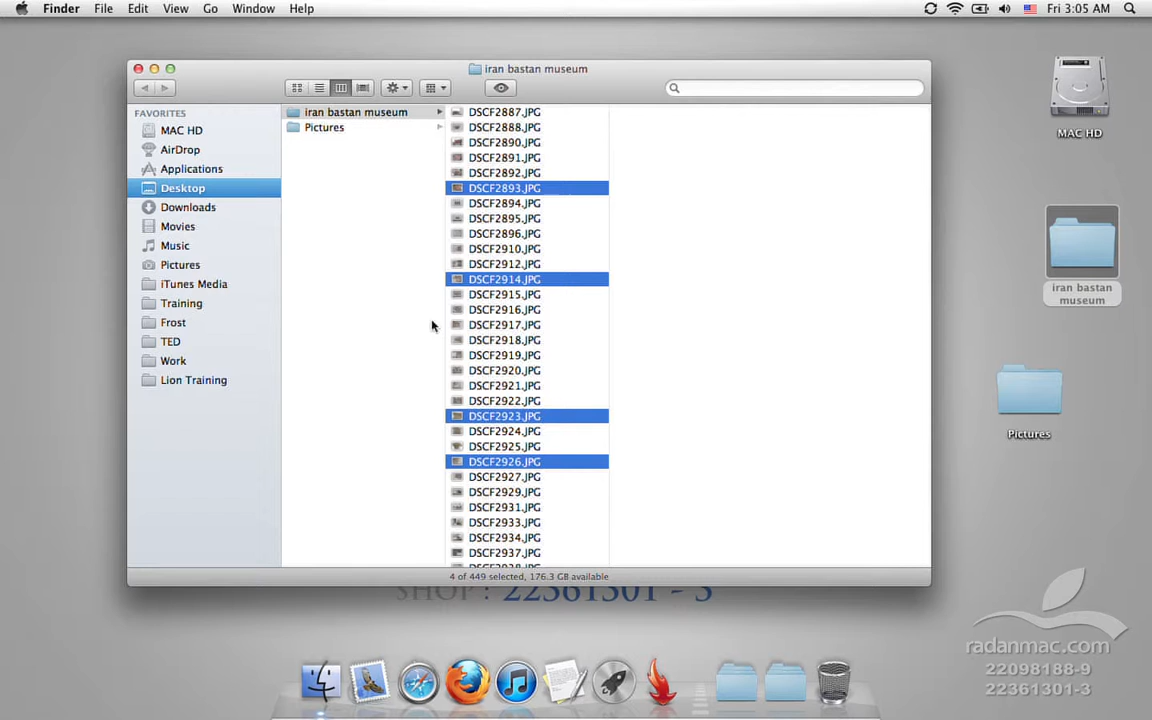 Finder File Edit View Go Window Help Fri 3:05 AM
iran bastan museum
FAVORITES
MAC HD
AirDrop
Applications
Desktop
Downloads
Movies
Music
Pictures
iTunes Media
Training
Frost
TED
Work
Lion Training
iran bastan museum
Pictures
DSCF2887.JPG
DSCF2888.JPG
DSCF2890.JPG
DSCF2891.JPG
DSCF2892.JPG
DSCF2893.JPG
DSCF2894.JPG
DSCF2895.JPG
DSCF2896.JPG
DSCF2910.JPG
DSCF2912.JPG
DSCF2914.JPG
DSCF2915.JPG
DSCF2916.JPG
DSCF2917.JPG
DSCF2918.JPG
DSCF2919.JPG
DSCF2920.JPG
DSCF2921.JPG
DSCF2922.JPG
DSCF2923.JPG
DSCF2924.JPG
DSCF2925.JPG
DSCF2926.JPG
DSCF2927.JPG
DSCF2929.JPG
DSCF2931.JPG
DSCF2933.JPG
DSCF2934.JPG
DSCF2937.JPG
4 of 449 selected, 176.3 GB available
MAC HD
iran bastan
museum
Pictures
SHOP : 22361301 - 3
radanmac.com
22098188-9
22361301-3